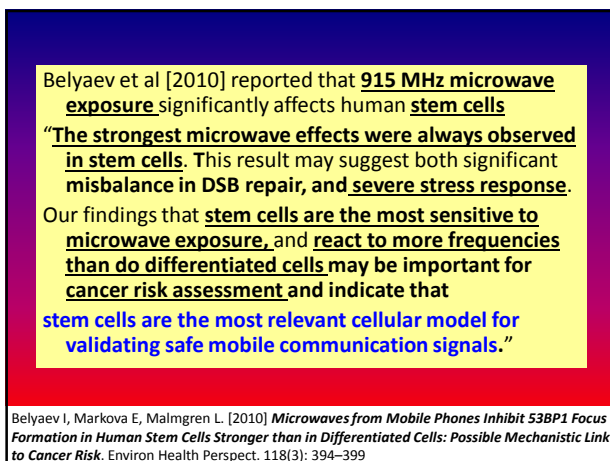 Belyaev et al [2010] reported that 915 MHz microwave
exposure significantly affects human stem cells
“The strongest microwave effects were always observed
in stem cells. This result may suggest both significant
misbalance in DSB repair, and severe stress response.
Our findings that stem cells are the most sensitive to
microwave exposure, and react to more frequencies
than do differentiated cells may be important for
cancer risk assessment and indicate that
stem cells are the most relevant cellular model for
validating safe mobile communication signals.”
Belyaev I, Markova E, Malmgren L. [2010] Microwaves from Mobile Phones Inhibit 53BP1 Focus
Formation in Human Stem Cells Stronger than in Differentiated Cells: Possible Mechanistic Link
to Cancer Risk. Environ Health Perspect. 118(3): 394–399